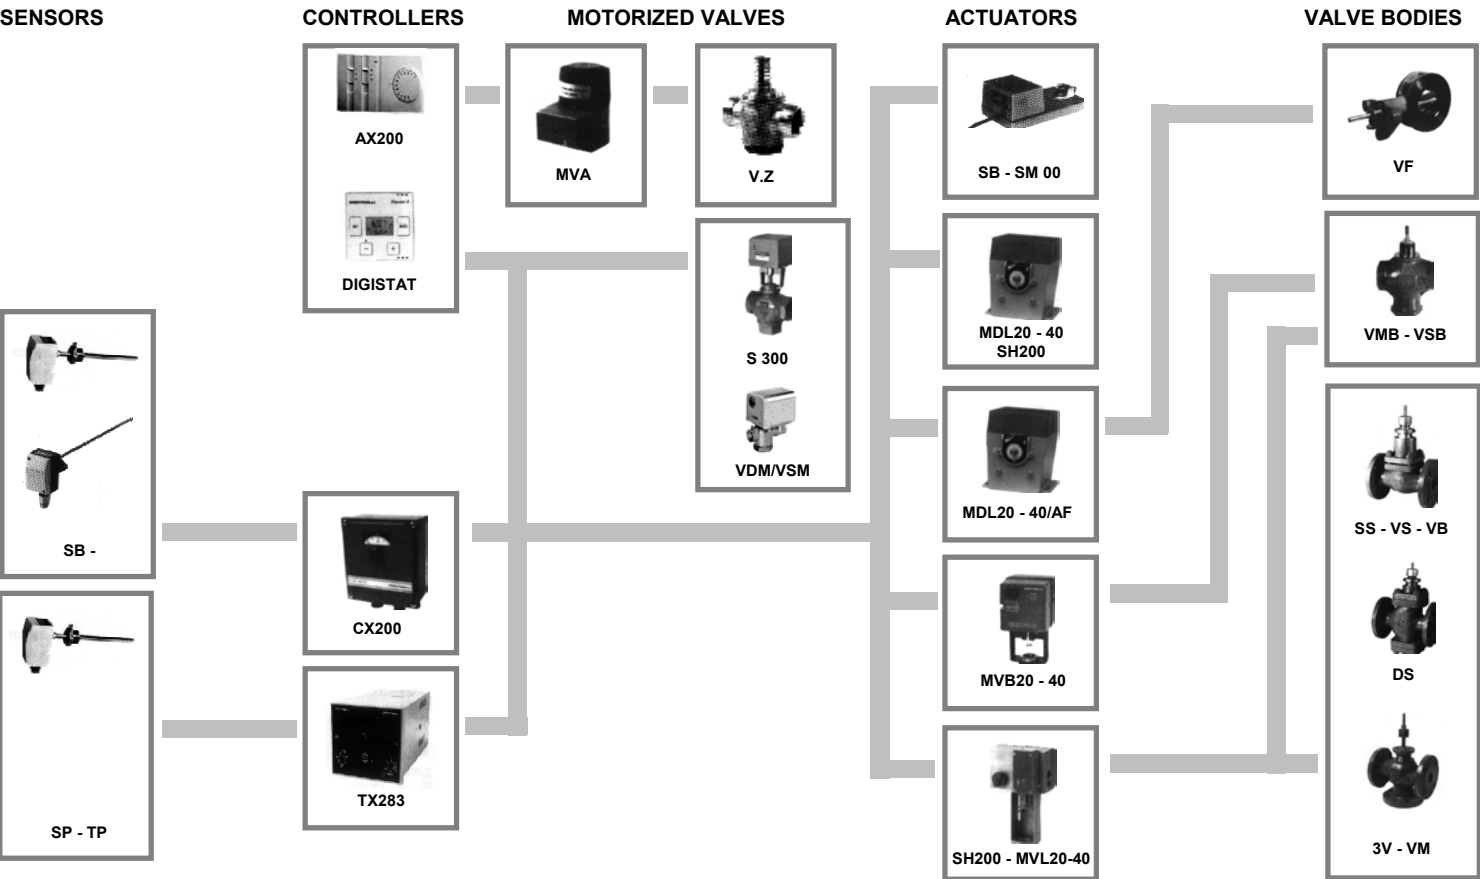 SENSORS
CONTROLLERS
MOTORIZED VALVES
ACTUATORS
VALVE BODIES
AX200
DIGISTAT
MVA
V.Z
S 300
VDM/VSM
SB - SM 00
MDL20 - 40
SH200
MDL20 - 40/AF
MVB20 - 40
SH200 - MVL20-40
VF
VMB - VSB
SS - VS - VB
DS
3V - VM
SB -
CX200
SP - TP
TX283